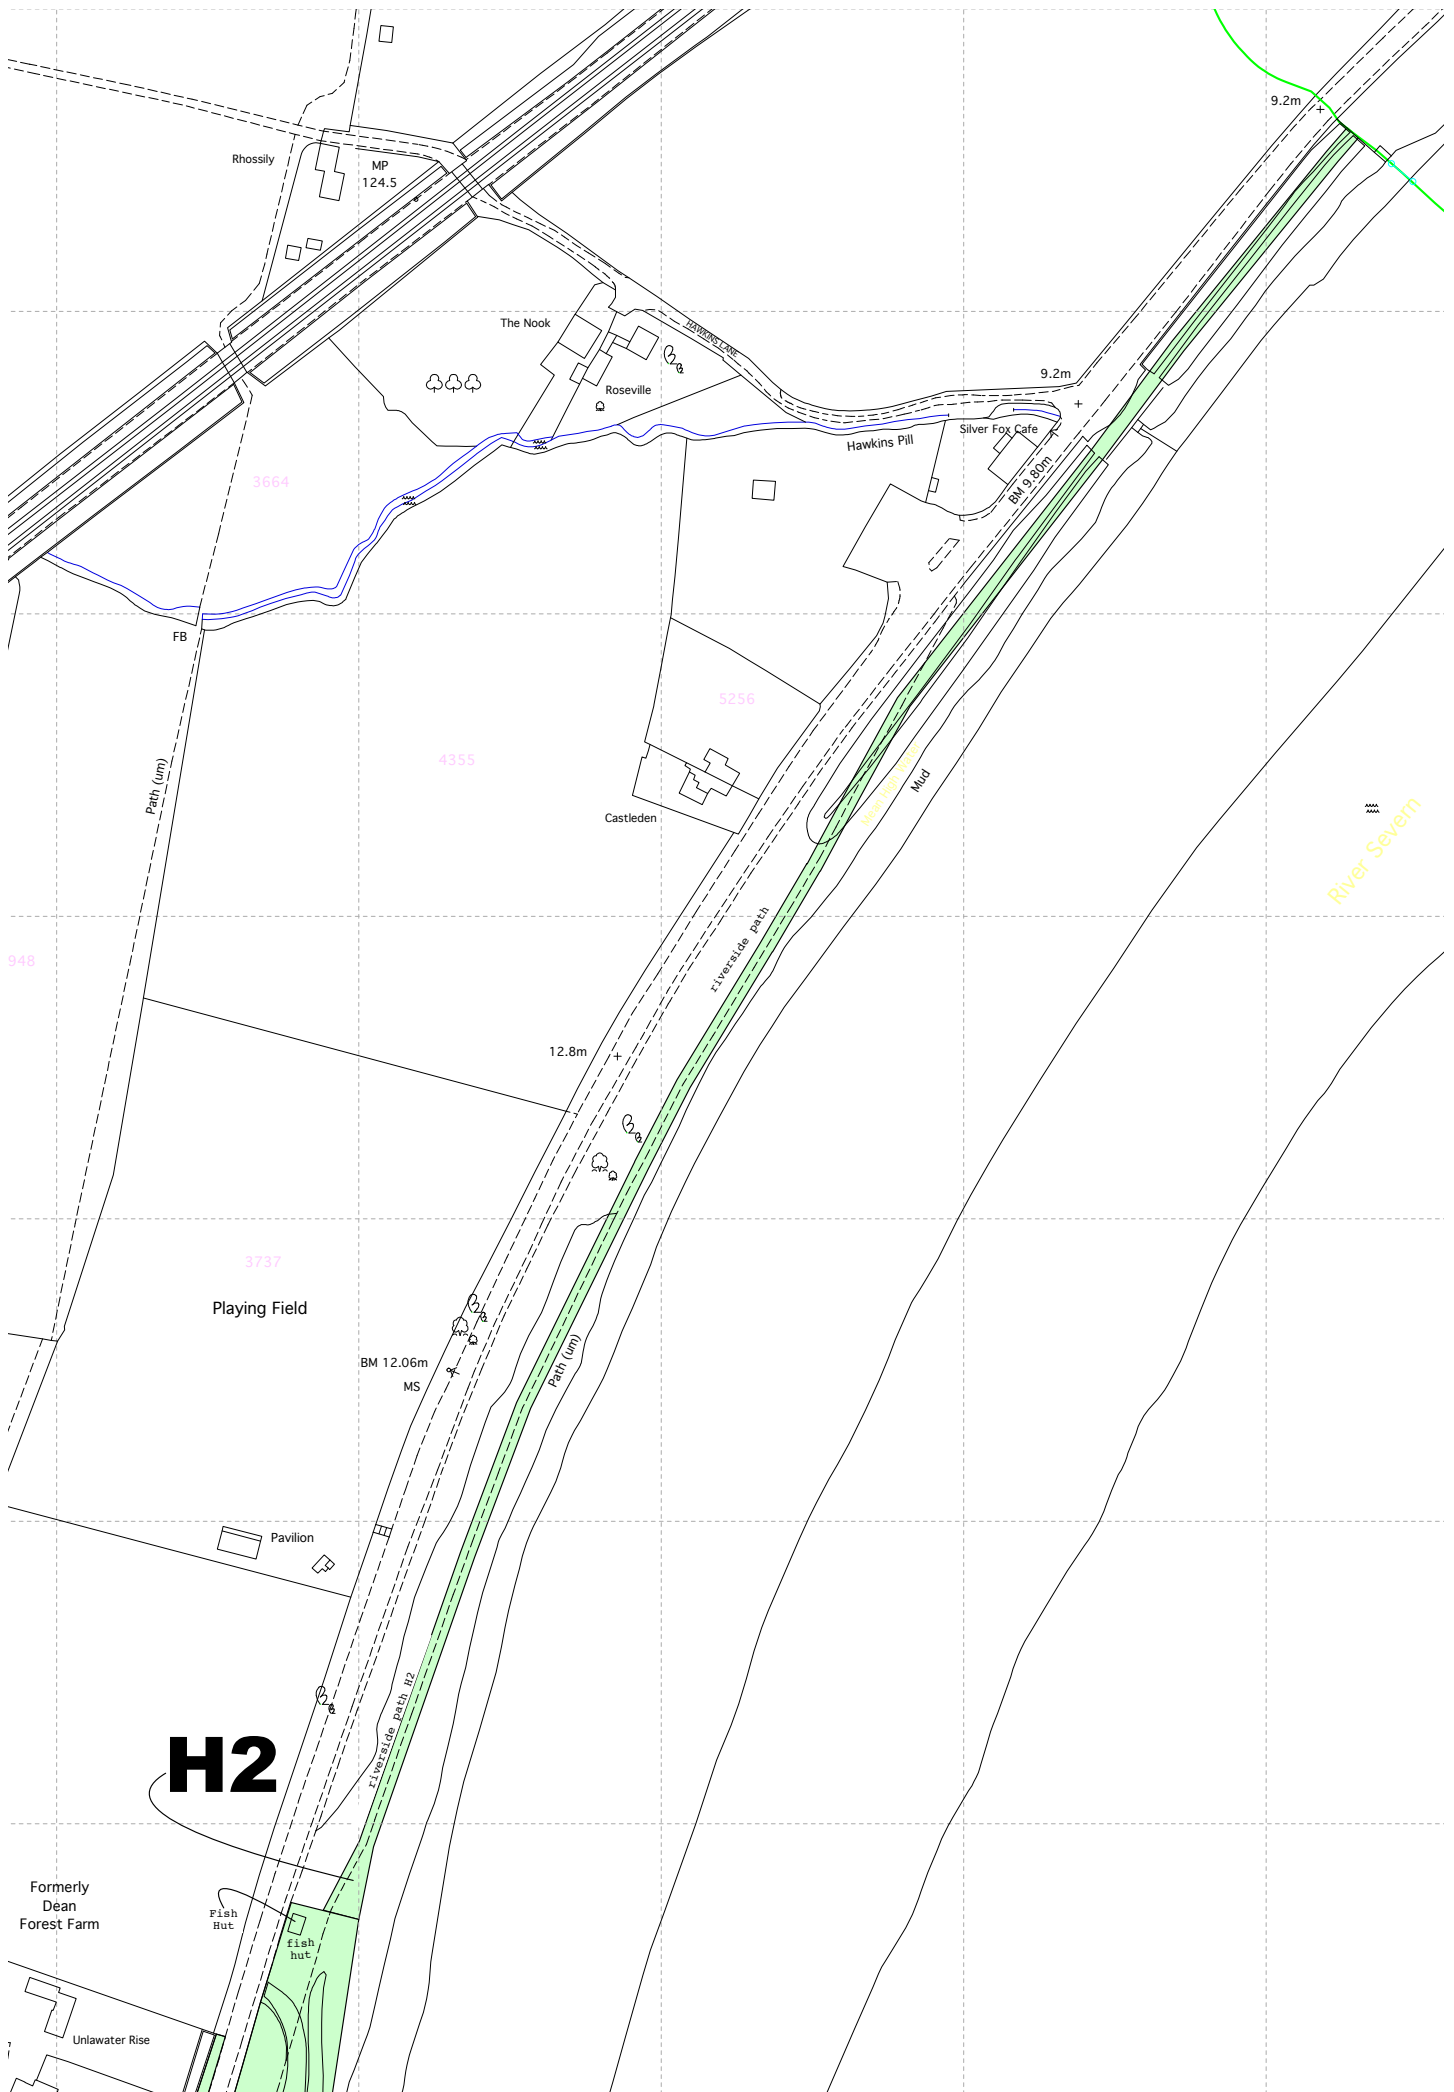 9.2m
Rhossily
MP
124.5
The Nook
HAWKINS LANE
Roseville
9.2m
Silver Fox Cafe
Hawkins Pill
BM 9.80m
3664
FB
5256
4355
Path (um)
Mud
Castleden
River Severn
riverside path
948
12.8m
3737
Playing Field
Path (um)
BM 12.06m
MS
Pavilion
riverside path H2
H2
Formerly
Dean
Forest Farm
Fish
Hut
fish
hut
Unlawater Rise